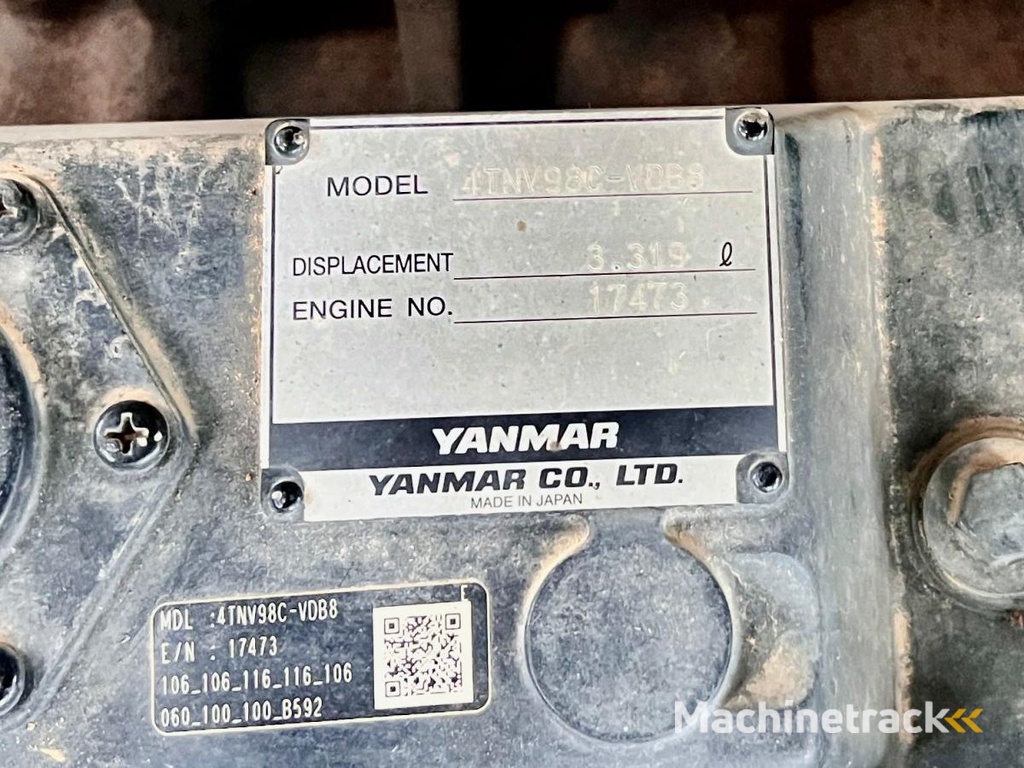 MODEL 4TNV98C-VDB8
DISPLACEMENT 3.319 ℓ
ENGINE NO. 17473
YANMAR
YANMAR CO., LTD.
MADE IN JAPAN
E
MDL :4TNV98C-VDB8
E/N : 17473
106_106_116_116_106
060_100_100_B592
Machinetrack